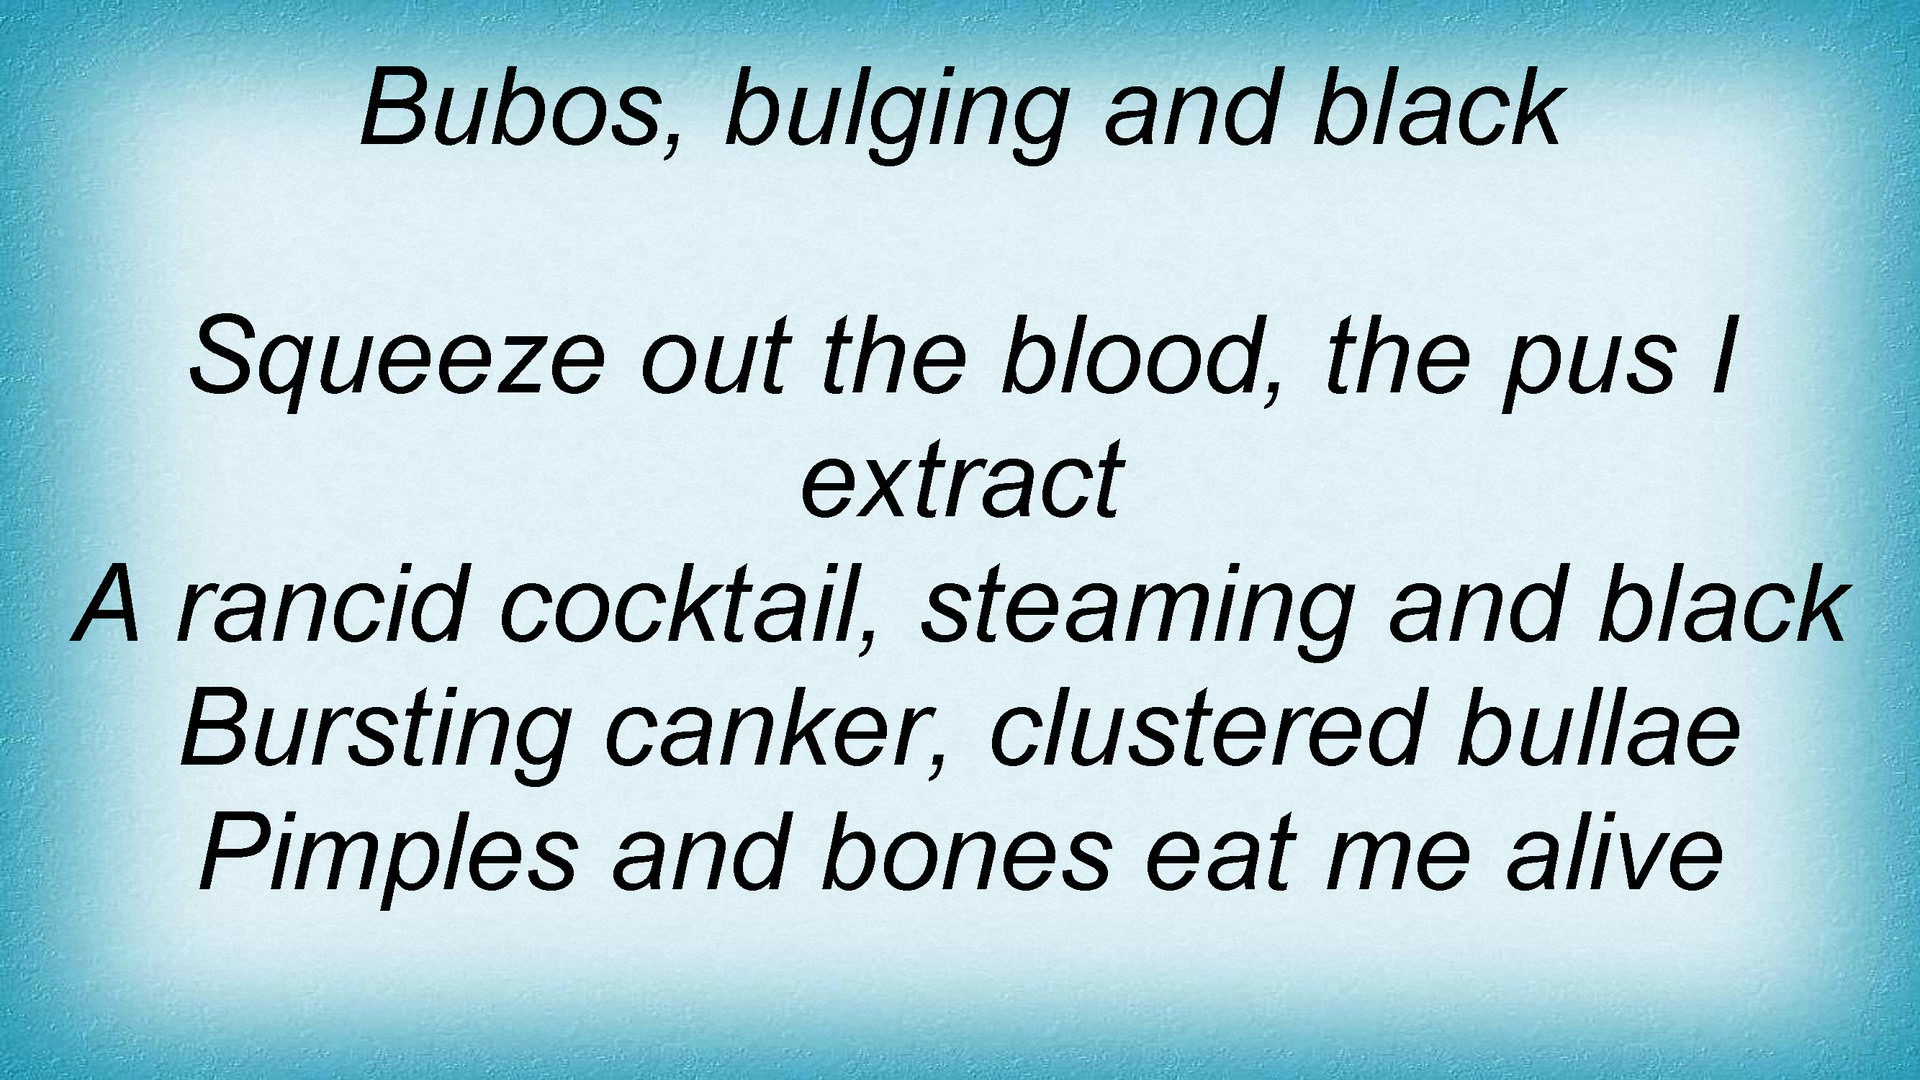 Bubos, bulging and black
Squeeze out the blood, the pus I
extract
A rancid cocktail, steaming and black
Bursting canker, clustered bullae
Pimples and bones eat me alive